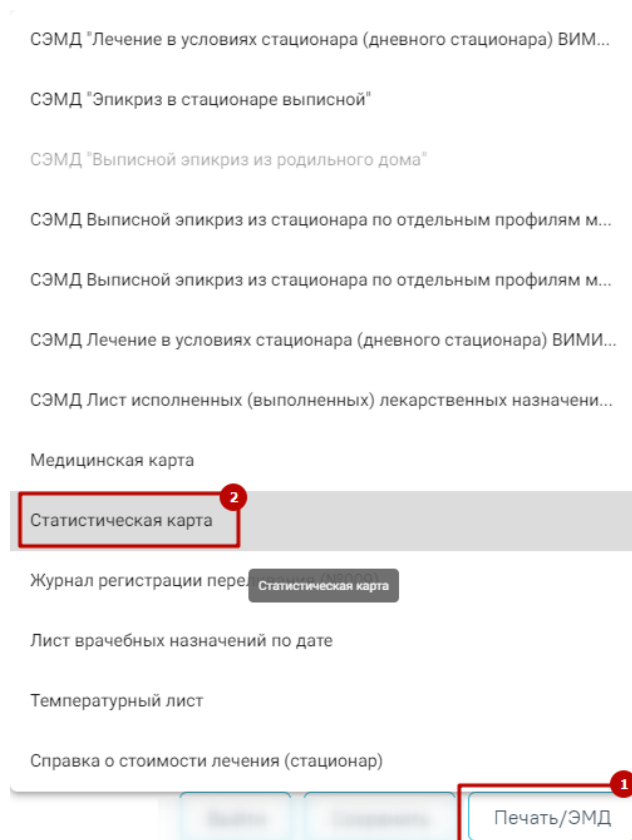 СЭМД "Лечение в условиях стационара (дневного стационара) ВИМ...
СЭМД "Эпикриз в стационаре выписной"
СЭМД "Выписной эпикриз из родильного дома"
СЭМД Выписной эпикриз из стационара по отдельным профилям м...
СЭМД Выписной эпикриз из стационара по отдельным профилям м...
СЭМД Лечение в условиях стационара (дневного стационара) ВИМИ...
СЭМД Лист исполненных (выполненных) лекарственных назначени...
Медицинская карта
2
Статистическая карта
Журнал регистрации
Статистическая карта
Лист врачебных назначений по дате
Температурный лист
Справка о стоимости лечения (стационар)
1
Печать/ЭМД